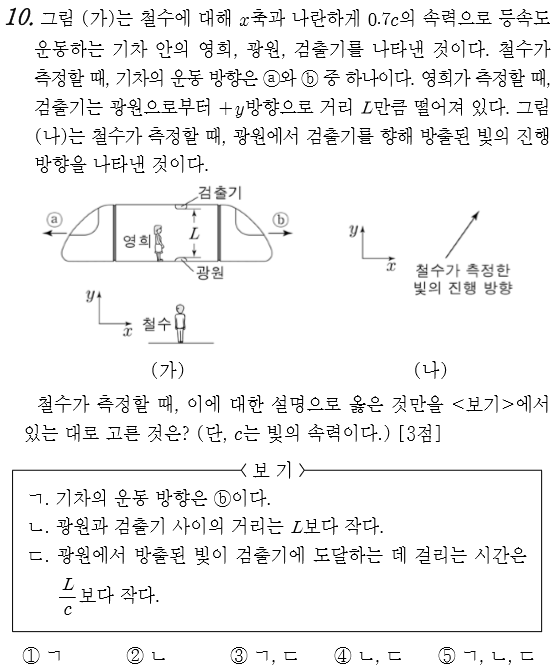 10. 그림 (가)는 철수에 대해 x축과 나란하게 0.7c의 속력으로 등속도
운동하는 기차 안의 영희, 광원, 검출기를 나타낸 것이다. 철수가
측정할 때, 기차의 운동 방향은 ⓐ와 ⓑ 중 하나이다. 영희가 측정할 때,
검출기는 광원으로부터 +y방향으로 거리 L만큼 떨어져 있다. 그림
(나)는 철수가 측정할 때, 광원에서 검출기를 향해 방출된 빛의 진행
방향을 나타낸 것이다.
검출기
ⓐ
ⓑ
영희
L
광원
y
x
철수
(가)
y
x
철수가 측정한
빛의 진행 방향
(나)
철수가 측정할 때, 이에 대한 설명으로 옳은 것만을 <보기>에서
있는 대로 고른 것은? (단, c는 빛의 속력이다.) [3점]
<보 기>
ㄱ. 기차의 운동 방향은 ⓑ이다.
ㄴ. 광원과 검출기 사이의 거리는 L보다 작다.
ㄷ. 광원에서 방출된 빛이 검출기에 도달하는 데 걸리는 시간은
L/c보다 작다.
① ㄱ ② ㄴ ③ ㄱ, ㄷ ④ ㄴ, ㄷ ⑤ ㄱ, ㄴ, ㄷ